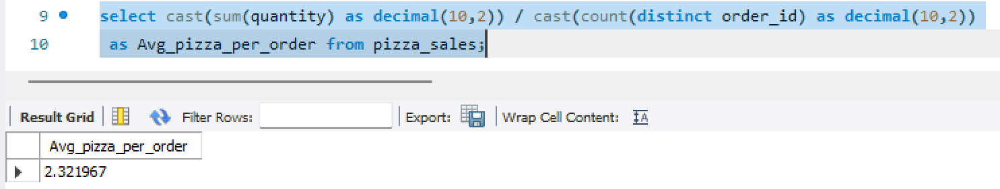 9 select cast(sum(quantity) as decimal(10,2)) / cast(count(distinct order_id) as decimal(10,2))
10 as Avg_pizza_per_order from pizza_sales;
Result Grid Filter Rows: Export: Wrap Cell Content: IA
Avg_pizza_per_order
2.321967